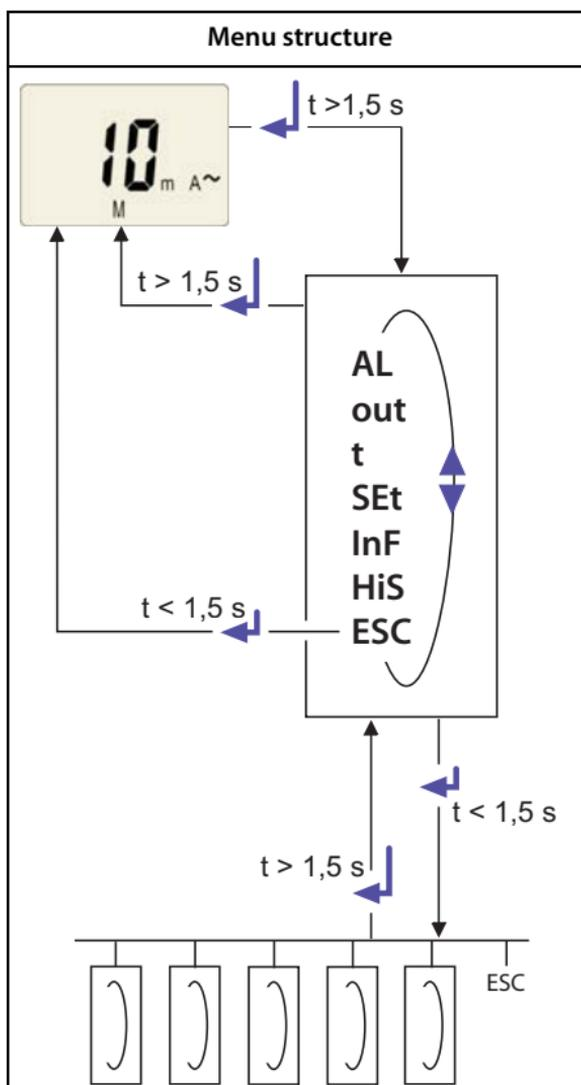 Menu structure
t >1,5 s
10 m A~
M
t > 1,5 s
AL
out
t
SEt
InF
HiS
t < 1,5 s
ESC
t < 1,5 s
t > 1,5 s
ESC